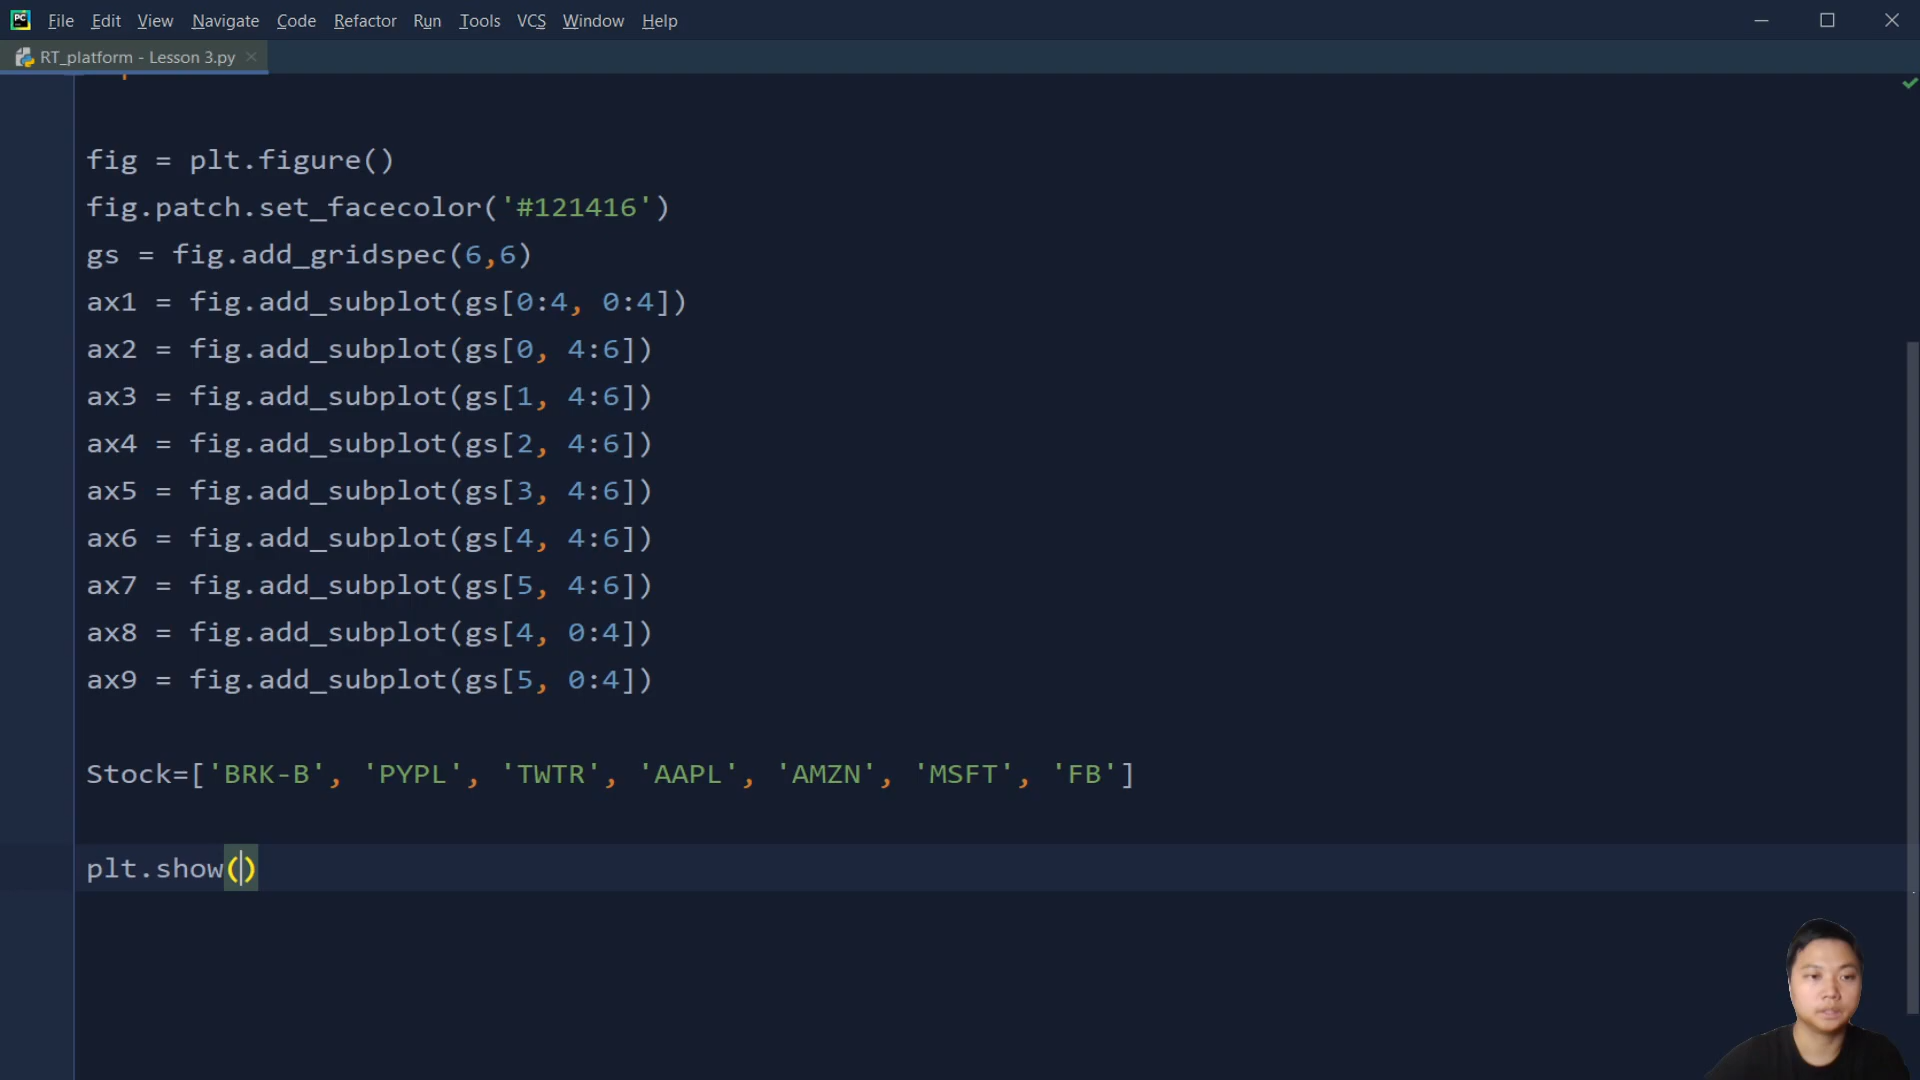 PC File Edit View Navigate Code Refactor Run Tools VCS Window Help
RT_platform - Lesson 3.py
fig = plt.figure()
fig.patch.set_facecolor('#121416')
gs = fig.add_gridspec(6,6)
ax1 = fig.add_subplot(gs[0:4, 0:4])
ax2 = fig.add_subplot(gs[0, 4:6])
ax3 = fig.add_subplot(gs[1, 4:6])
ax4 = fig.add_subplot(gs[2, 4:6])
ax5 = fig.add_subplot(gs[3, 4:6])
ax6 = fig.add_subplot(gs[4, 4:6])
ax7 = fig.add_subplot(gs[5, 4:6])
ax8 = fig.add_subplot(gs[4, 0:4])
ax9 = fig.add_subplot(gs[5, 0:4])
Stock=['BRK-B', 'PYPL', 'TWTR', 'AAPL', 'AMZN', 'MSFT', 'FB']
plt.show()